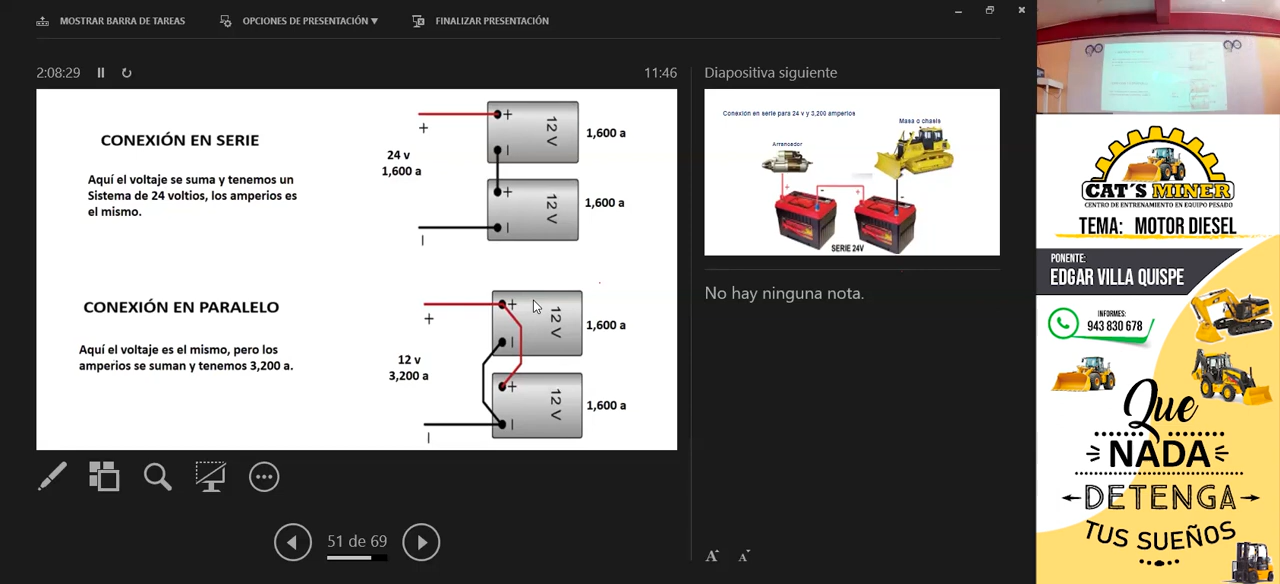 MOSTRAR BARRA DE TAREAS
OPCIONES DE PRESENTACIÓN ▼
FINALIZAR PRESENTACIÓN
2:08:29
11:46
CONEXIÓN EN SERIE
Aquí el voltaje se suma y tenemos un
Sistema de 24 voltios, los amperios es
el mismo.
+
24 v
1,600 a
+
12 V
1,600 a
+
12 V
1,600 a
CONEXIÓN EN PARALELO
Aquí el voltaje es el mismo, pero los
amperios se suman y tenemos 3,200 a.
+
12 v
3,200 a
+
12 V
1,600 a
+
12 V
1,600 a
51 de 69
Diapositiva siguiente
Conexión en serie para 24 v y 3,200 amperios
Masa o chasis
Arrancador
+
-
+
-
SERIE 24V
No hay ninguna nota.
A
A
CAT'S MINER
CENTRO DE ENTRENAMIENTO EN EQUIPO PESADO
TEMA: MOTOR DIESEL
PONENTE:
EDGAR VILLA QUISPE
INFORMES:
943 830 678
Que
NADA
DETENGA
TUS SUEÑOS